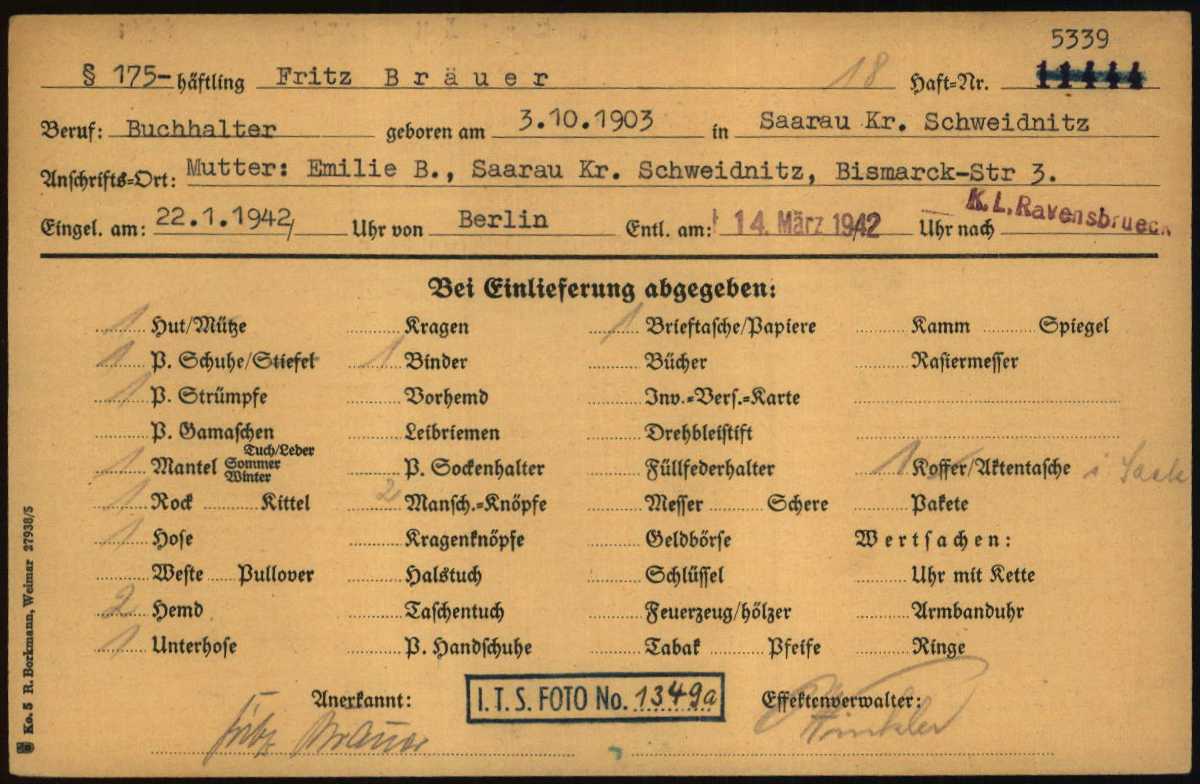 5339
§ 175-häftling Fritz Bräuer 18 Haft-Nr. 11444
Beruf: Buchhalter geboren am 3.10.1903 in Saarau Kr. Schweidnitz
Anschrifts-Ort: Mutter: Emilie B., Saarau Kr. Schweidnitz, Bismarck-Str 3.
Eingel. am: 22.1.1942/ Uhr von Berlin Entl. am: 14. März 1942 Uhr nach K.L. Ravensbrueck
Bei Einlieferung abgegeben:
1 Hut/Mütze Kragen 1 Brieftasche/Papiere Kamm Spiegel
1 P. Schuhe/Stiefel 1 Binder Bücher Rasiermesser
1 P. Strümpfe Vorhemd Inv.-Vers.-Karte
P. Gamaschen Leibriemen Drehbleistift
1 Mantel Tuch/Leder Sommer Winter P. Sockenhalter Füllfederhalter 1 Koffer/Aktentasche i Sack
1 Rock Kittel 2 Mansch.-Knöpfe Messer Schere Pakete
1 Hose Kragenknöpfe Geldbörse Wertsachen:
Weste Pullover Halstuch Schlüssel Uhr mit Kette
2 Hemd Taschentuch Feuerzeug/hölzer Armbanduhr
1 Unterhose P. Handschuhe Tabak Pfeife Ringe
Anerkannt: I.T.S. FOTO No. 1349a Effektenverwalter:
Fritz Bräuer Winkler
Ko. 5 R. Borkmann, Weimar 27938/5